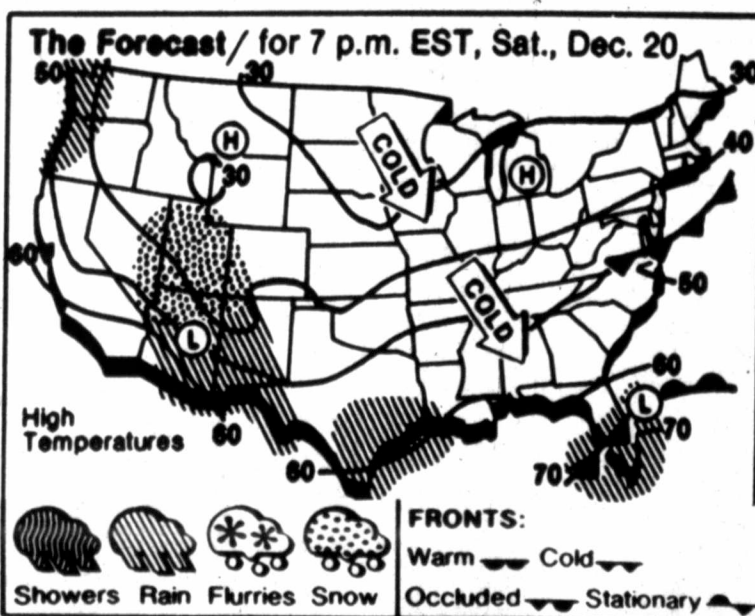 The Forecast / for 7 p.m. EST, Sat., Dec. 20
50 30 30
H
30
COLD
H
40
60
50
COLD
L
60
L
70
High
Temperatures
60
60
70
FRONTS:
Warm Cold
Showers Rain Flurries Snow
Occluded Stationary